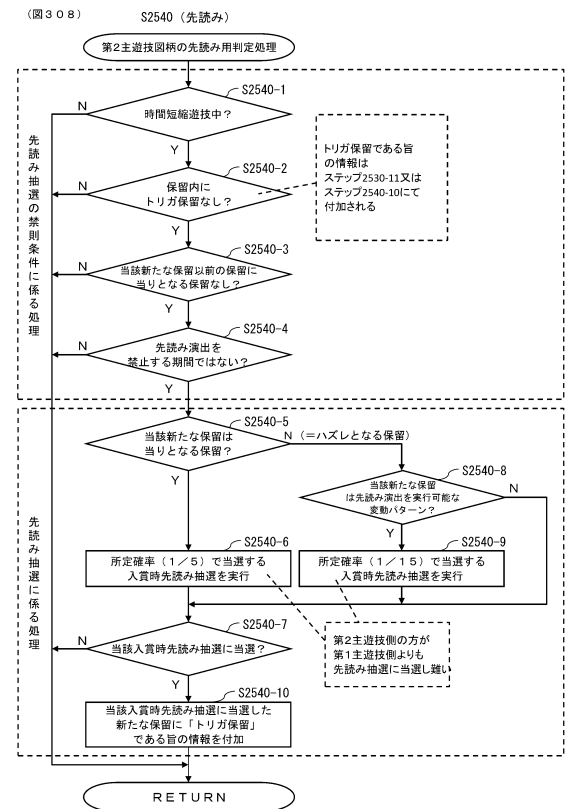 （図３０８）
S2540（先読み）
第２主遊技図柄の先読み用判定処理
先読み抽選の禁則条件に係る処理
S2540-1
時間短縮遊技中？
N
Y
S2540-2
保留内に
トリガ保留なし？
N
Y
トリガ保留である旨
の情報は
ステップ2530-11又は
ステップ2540-10にて
付加される
S2540-3
当該新たな保留以前の保留に
当りとなる保留なし？
N
Y
S2540-4
先読み演出を
禁止する期間ではない？
N
Y
先読み抽選に係る処理
S2540-5
当該新たな保留は
当りとなる保留？
N（＝ハズレとなる保留）
Y
S2540-8
当該新たな保留
は先読み演出を実行可能な
変動パターン？
N
Y
S2540-6
所定確率（１／５）で当選する
入賞時先読み抽選を実行
S2540-9
所定確率（１／１５）で当選する
入賞時先読み抽選を実行
S2540-7
当該入賞時先読み抽選に当選？
N
Y
第２主遊技側の方が
第１主遊技側よりも
先読み抽選に当選し難い
S2540-10
当該入賞時先読み抽選に当選した
新たな保留に「トリガ保留」
である旨の情報を付加
ＲＥＴＵＲＮ